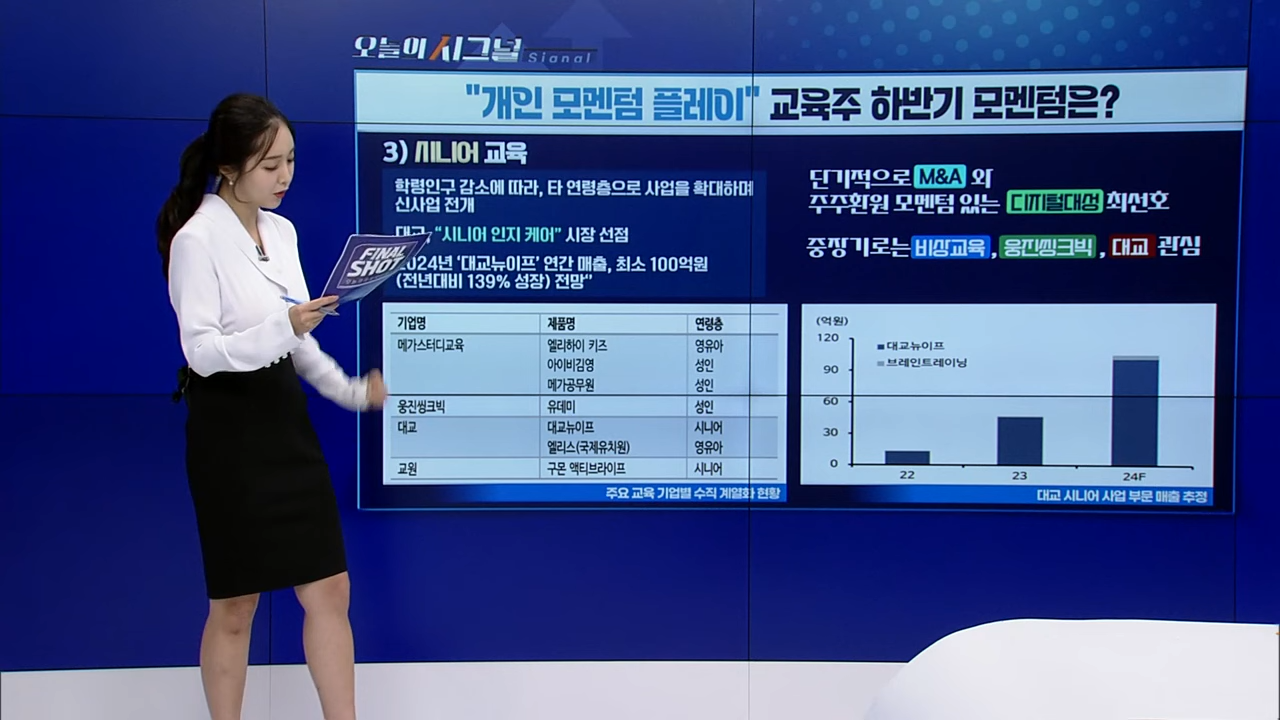 오늘의 시그널 Signal
"개인 모멘텀 플레이" 교육주 하반기 모멘텀은?
3) 시니어 교육
학령인구 감소에 따라, 타 연령층으로 사업을 확대하며
신사업 전개
대교, "시니어 인지 케어" 시장 선점
2024년 '대교뉴이프' 연간 매출, 최소 100억원
(전년대비 139% 성장) 전망"
단기적으로 M&A 와
주주환원 모멘텀 있는 디지털대성 최선호
중장기로는 비상교육, 웅진씽크빅, 대교 관심
FINAL
SHOT
기업명 제품명 연령층
메가스터디교육 엘리하이 키즈 영유아
아이비김영 성인
메가공무원 성인
웅진씽크빅 유데미 성인
대교 대교뉴이프 시니어
엘리스(국제유치원) 영유아
교원 구몬 액티브라이프 시니어
주요 교육 기업별 수직 계열화 현황
(억원)
120
90
60
30
0
대교뉴이프
브레인트레이닝
22 23 24F
대교 시니어 사업 부문 매출 추정